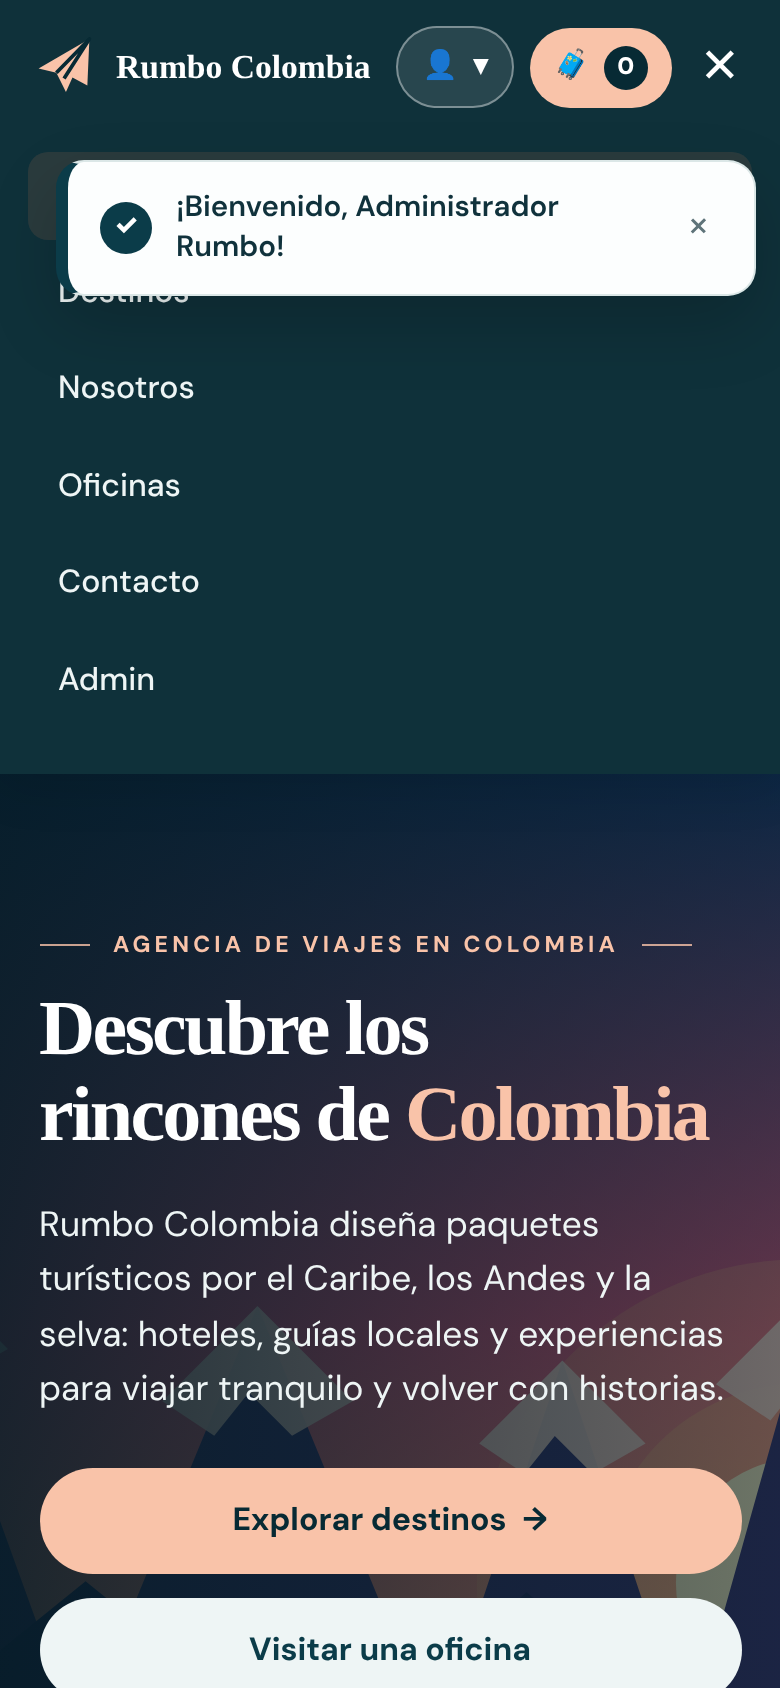 Rumbo Colombia
0
¡Bienvenido, Administrador
Rumbo!
Destinos
Nosotros
Oficinas
Contacto
Admin
AGENCIA DE VIAJES EN COLOMBIA
Descubre los
rincones de Colombia
Rumbo Colombia diseña paquetes
turísticos por el Caribe, los Andes y la
selva: hoteles, guías locales y experiencias
para viajar tranquilo y volver con historias.
Explorar destinos →
Visitar una oficina